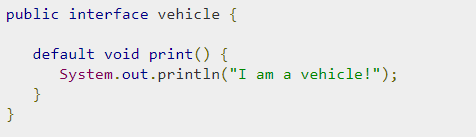 public interface vehicle {
default void print() {
System.out.println("I am a vehicle!");
}
}